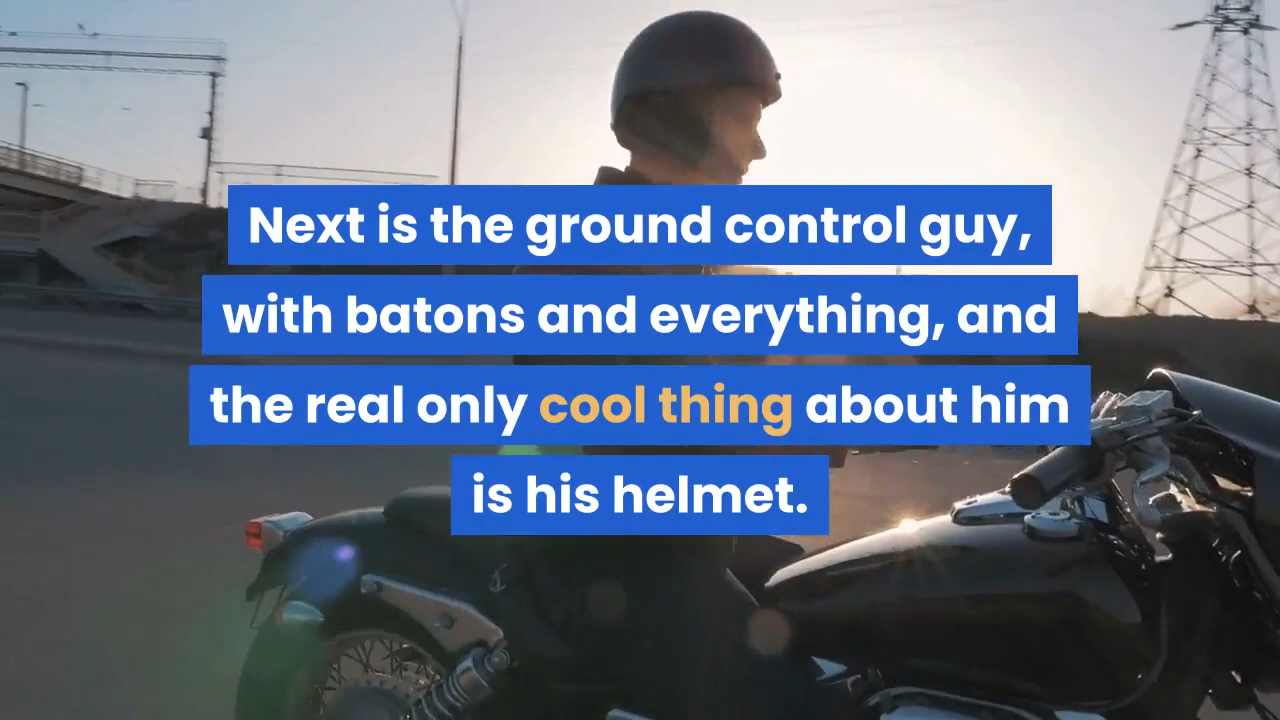 Next is the ground control guy,
with batons and everything, and
the real only cool thing about him
is his helmet.